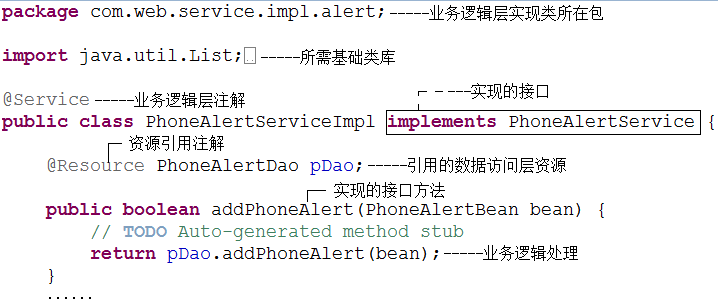 package com.web.service.impl.alert;-----业务逻辑层实现类所在包
import java.util.List;.. -----所需基础类库
-----实现的接口
@Service -----业务逻辑层注解
public class PhoneAlertServiceImpl implements PhoneAlertService {
资源引用注解
@Resource PhoneAlertDao pDao;-----引用的数据访问层资源
实现的接口方法
public boolean addPhoneAlert(PhoneAlertBean bean) {
// TODO Auto-generated method stub
return pDao.addPhoneAlert(bean);-----业务逻辑处理
}
......